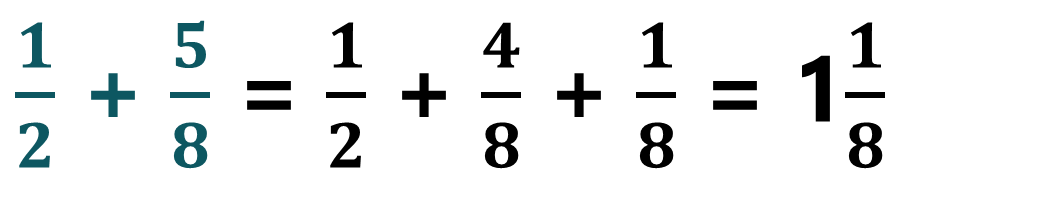 1/2 + 5/8 = 1/2 + 4/8 + 1/8 = 1 1/8